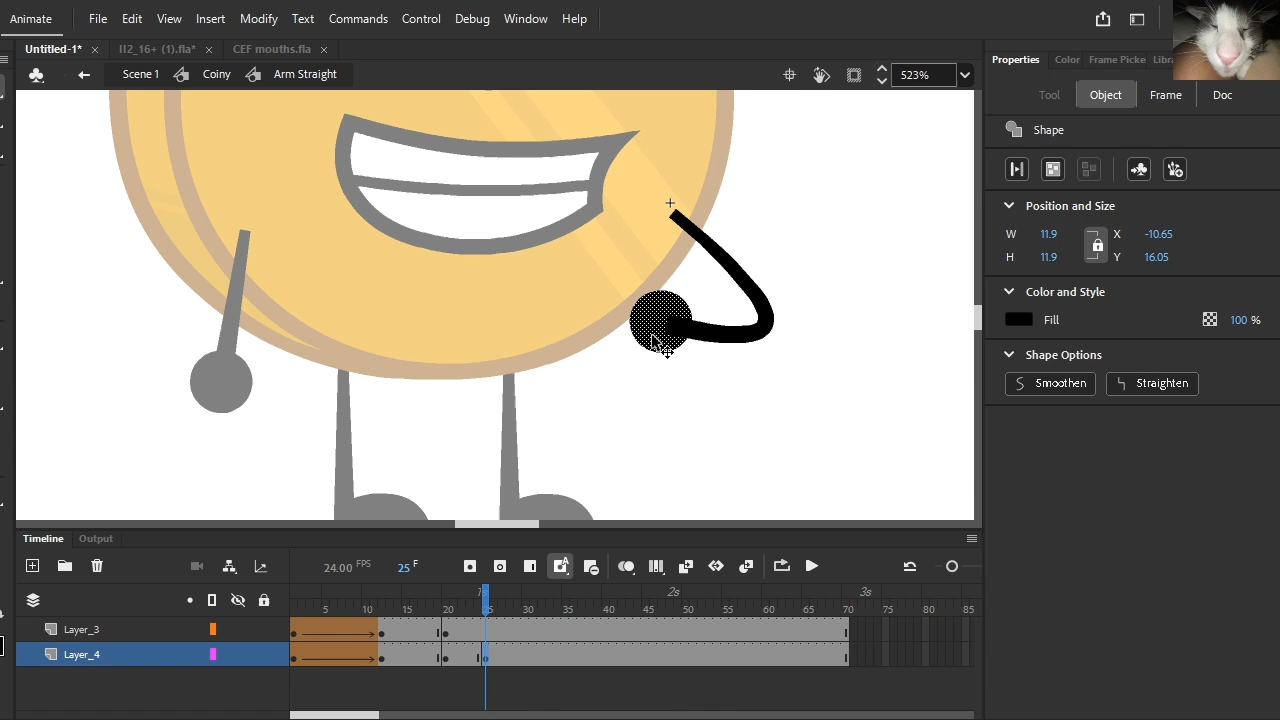 Animate File Edit View Insert Modify Text Commands Control Debug Window Help
Untitled-1* × II2_16+ (1).fla* × CEF mouths.fla ×
Properties Color Frame Picke
Scene 1 Coiny Arm Straight 523%
Tool Object Frame Doc
Shape
Position and Size
W 11.9 X -10.65
H 11.9 Y 16.05
Color and Style
Fill 100 %
Shape Options
Smoothen Straighten
Timeline Output
24.00 FPS 25 F
1s 2s 3s
5 10 15 20 25 30 35 40 45 50 55 60 65 70 75 80 85
Layer_3
Layer_4